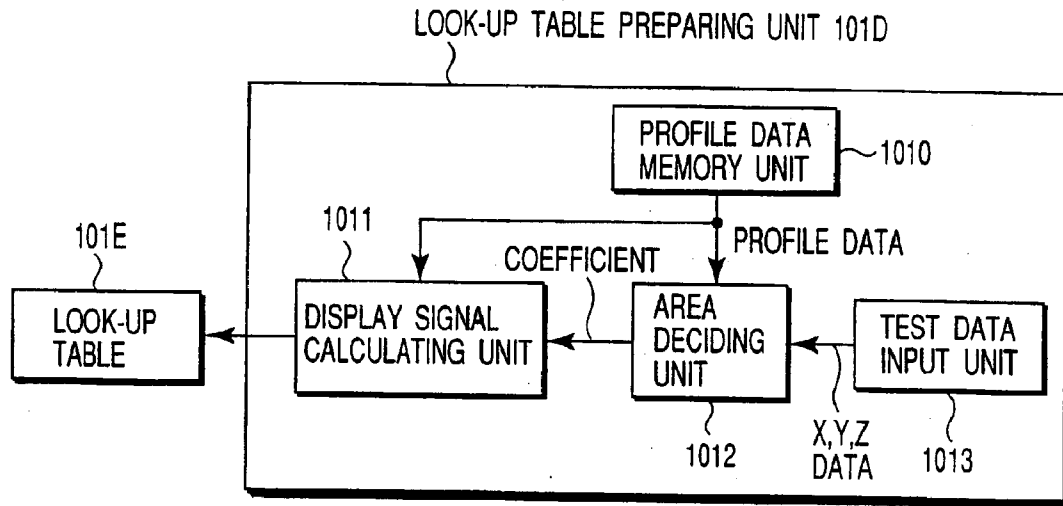 LOOK-UP TABLE PREPARING UNIT 101D
PROFILE DATA
MEMORY UNIT
1010
1011
101E
COEFFICIENT
PROFILE DATA
LOOK-UP
TABLE
DISPLAY SIGNAL
CALCULATING UNIT
AREA
DECIDING
UNIT
TEST DATA
INPUT UNIT
1012
X,Y,Z
DATA
1013